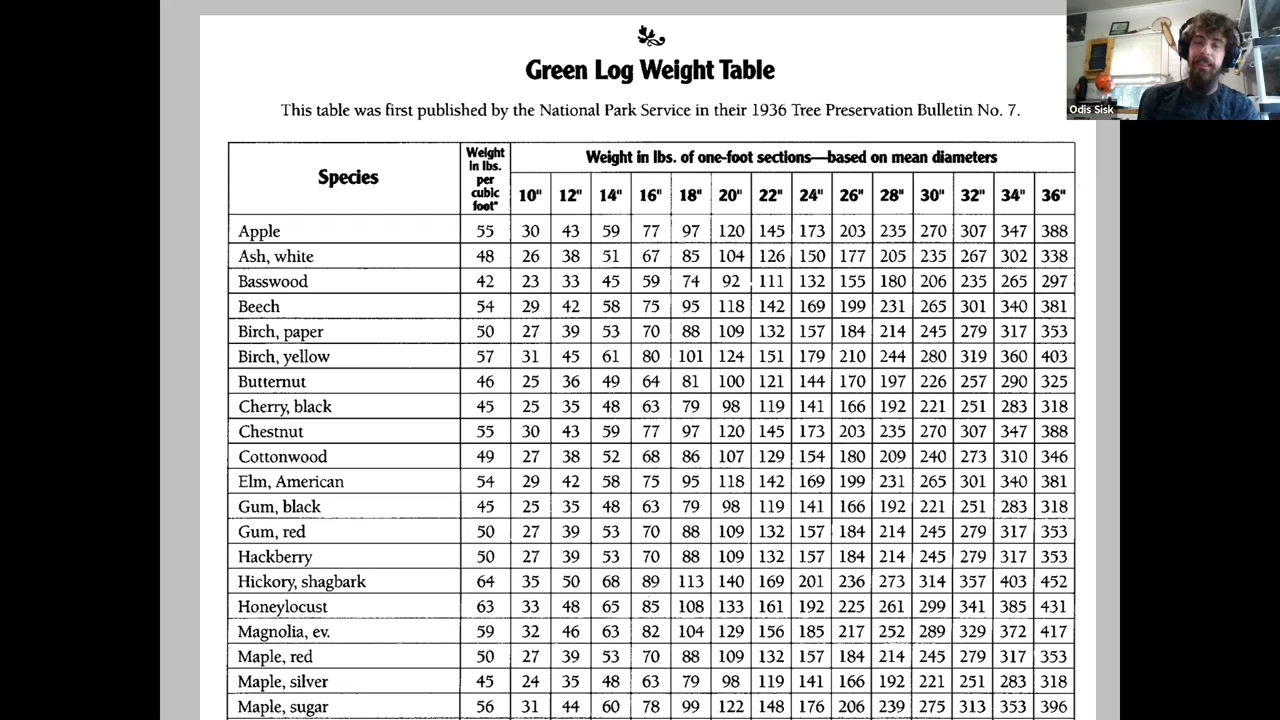 Green Log Weight Table
This table was first published by the National Park Service in their 1936 Tree Preservation Bulletin No. 7.
Odis Sisk
Species
Weight
in lbs.
per
cubic
foot*
Weight in lbs. of one-foot sections—based on mean diameters
10" 12" 14" 16" 18" 20" 22" 24" 26" 28" 30" 32" 34" 36"
Apple 55 30 43 59 77 97 120 145 173 203 235 270 307 347 388
Ash, white 48 26 38 51 67 85 104 126 150 177 205 235 267 302 338
Basswood 42 23 33 45 59 74 92 111 132 155 180 206 235 265 297
Beech 54 29 42 58 75 95 118 142 169 199 231 265 301 340 381
Birch, paper 50 27 39 53 70 88 109 132 157 184 214 245 279 317 353
Birch, yellow 57 31 45 61 80 101 124 151 179 210 244 280 319 360 403
Butternut 46 25 36 49 64 81 100 121 144 170 197 226 257 290 325
Cherry, black 45 25 35 48 63 79 98 119 141 166 192 221 251 283 318
Chestnut 55 30 43 59 77 97 120 145 173 203 235 270 307 347 388
Cottonwood 49 27 38 52 68 86 107 129 154 180 209 240 273 310 346
Elm, American 54 29 42 58 75 95 118 142 169 199 231 265 301 340 381
Gum, black 45 25 35 48 63 79 98 119 141 166 192 221 251 283 318
Gum, red 50 27 39 53 70 88 109 132 157 184 214 245 279 317 353
Hackberry 50 27 39 53 70 88 109 132 157 184 214 245 279 317 353
Hickory, shagbark 64 35 50 68 89 113 140 169 201 236 273 314 357 403 452
Honeylocust 63 33 48 65 85 108 133 161 192 225 261 299 341 385 431
Magnolia, ev. 59 32 46 63 82 104 129 156 185 217 252 289 329 372 417
Maple, red 50 27 39 53 70 88 109 132 157 184 214 245 279 317 353
Maple, silver 45 24 35 48 63 79 98 119 141 166 192 221 251 283 318
Maple, sugar 56 31 44 60 78 99 122 148 176 206 239 275 313 353 396